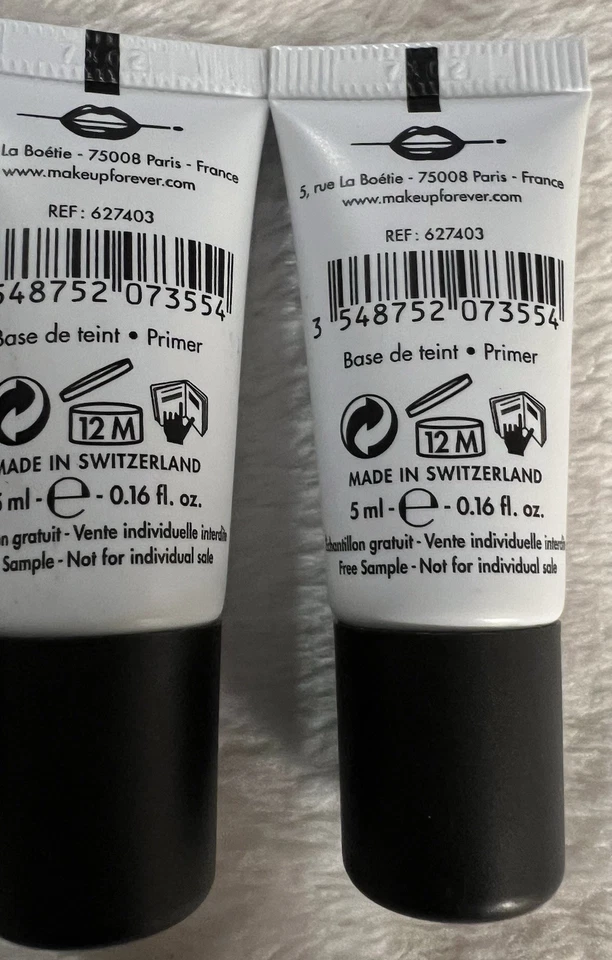 La Boétie - 75008 Paris - France
www.makeupforever.com
REF: 627403
548752 073554
Base de teint • Primer
12 M
MADE IN SWITZERLAND
5 ml - e - 0.16 fl. oz.
Vente individuelle interdite
Sample - Not for individual sale
5, rue La Boétie - 75008 Paris - France
www.makeupforever.com
REF: 627403
3 548752 073554
Base de teint • Primer
12 M
MADE IN SWITZERLAND
5 ml - e - 0.16 fl. oz.
Échantillon gratuit - Vente individuelle interdite
Free Sample - Not for individual sale